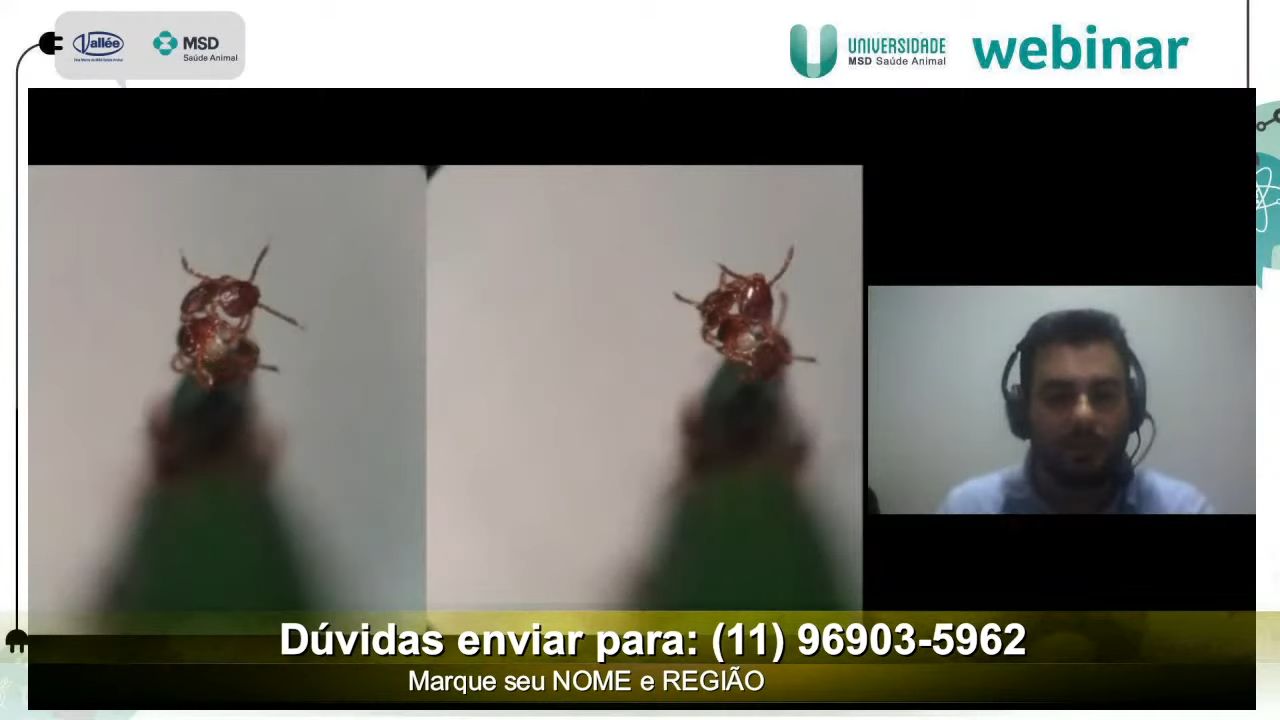 Vallée
MSD
Saúde Animal
UNIVERSIDADE
MSD Saúde Animal
webinar
Dúvidas enviar para: (11) 96903-5962
Marque seu NOME e REGIÃO